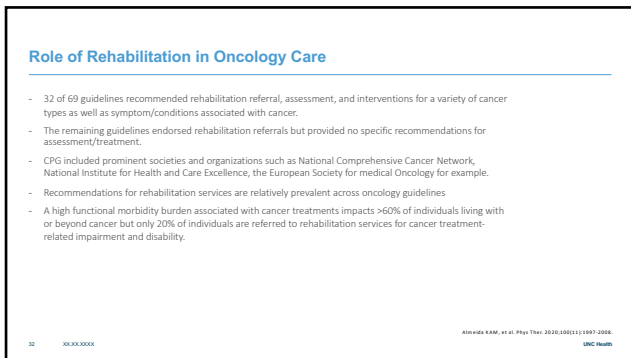 Role of Rehabilitation in Oncology Care
- 32 of 69 guidelines recommended rehabilitation referral, assessment, and interventions for a variety of cancer
types as well as symptom/conditions associated with cancer.
- The remaining guidelines endorsed rehabilitation referrals but provided no specific recommendations for
assessment/treatment.
- CPG included prominent societies and organizations such as National Comprehensive Cancer Network,
National Institute for Health and Care Excellence, the European Society for medical Oncology for example.
- Recommendations for rehabilitation services are relatively prevalent across oncology guidelines
- A high functional morbidity burden associated with cancer treatments impacts >60% of individuals living with
or beyond cancer but only 20% of individuals are referred to rehabilitation services for cancer treatment-
related impairment and disability.
Almeida KAM, et al. Phys Ther. 2020;100(11):1997-2008.
32 XX.XX.XXXX UNC Health